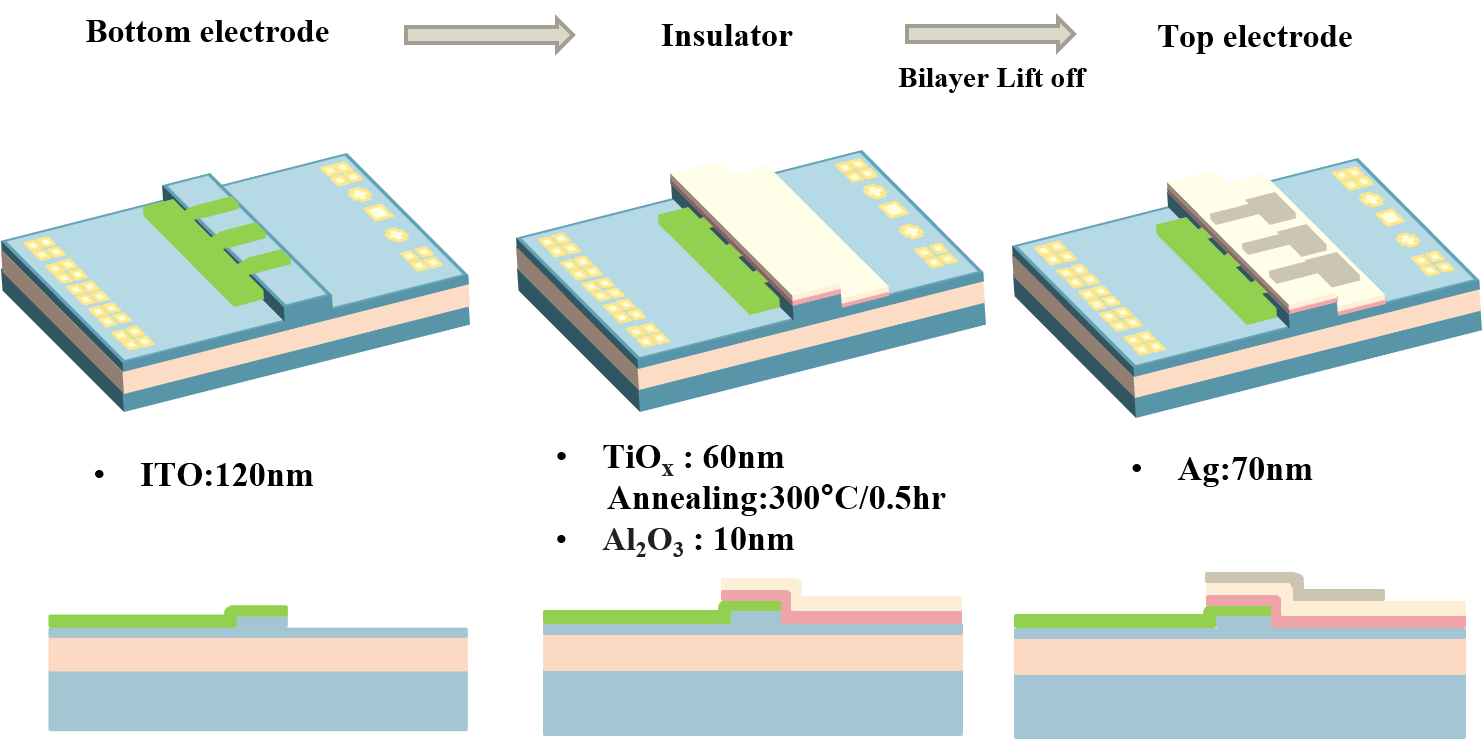 Bottom electrode
Insulator
Top electrode
Bilayer Lift off
• ITO:120nm
• TiOₓ : 60nm
Annealing:300°C/0.5hr
• Al₂O₃ : 10nm
• Ag:70nm